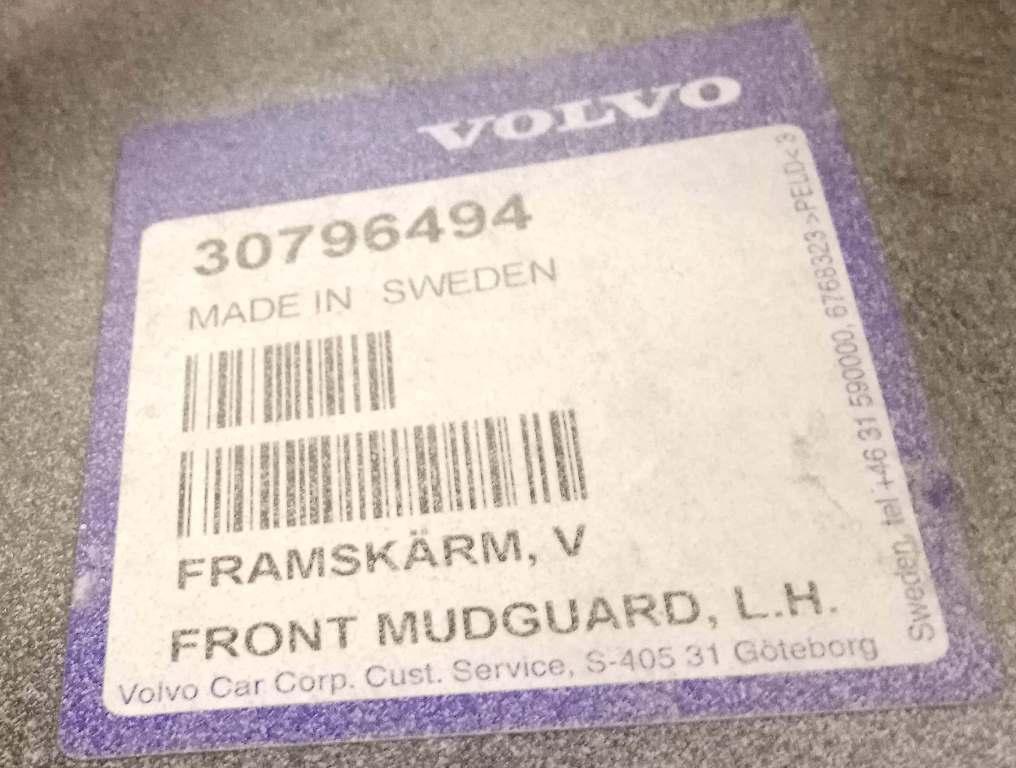 VOLVO
30796494
MADE IN SWEDEN
FRAMSKÄRM, V
FRONT MUDGUARD, L.H.
Volvo Car Corp. Cust. Service, S-405 31 Göteborg
Sweden, tel +46 31 590000, 6768323 >PELD< 3